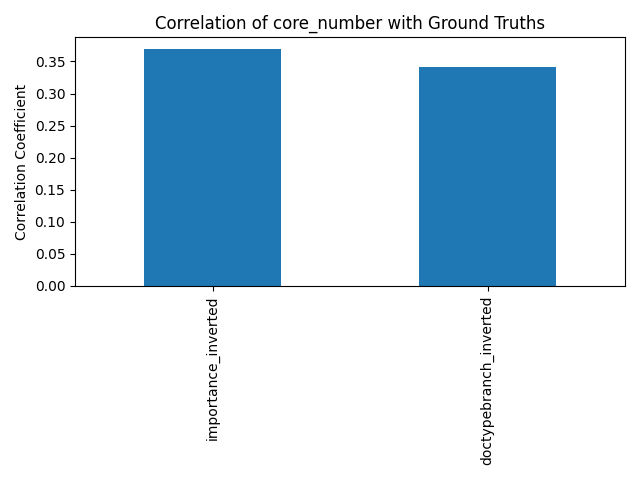 Correlation of core_number with Ground Truths
Correlation Coefficient
0.35
0.30
0.25
0.20
0.15
0.10
0.05
0.00
importance_inverted
doctypebranch_inverted